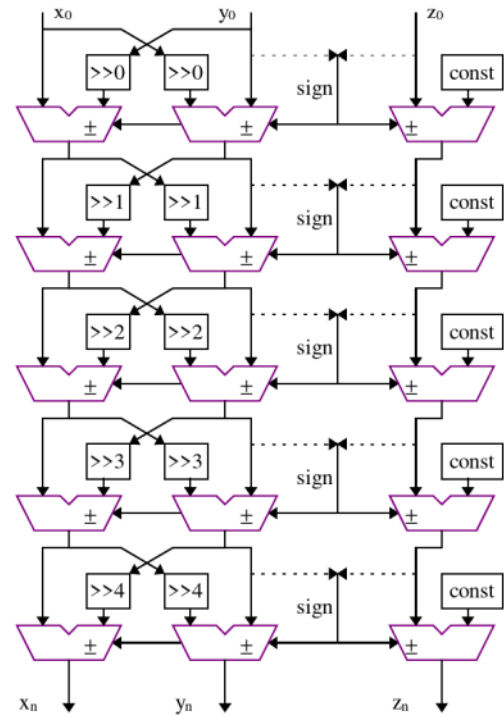 x0 y0 z0
>>0 >>0 const
sign
± ± ±
>>1 >>1 const
sign
± ± ±
>>2 >>2 const
sign
± ± ±
>>3 >>3 const
sign
± ± ±
>>4 >>4 const
sign
± ± ±
xn yn zn